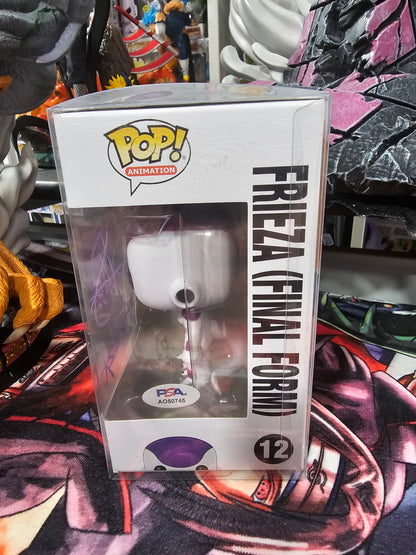 POP!
ANIMATION
FRIEZA (FINAL FORM)
PSA
AO50745
12